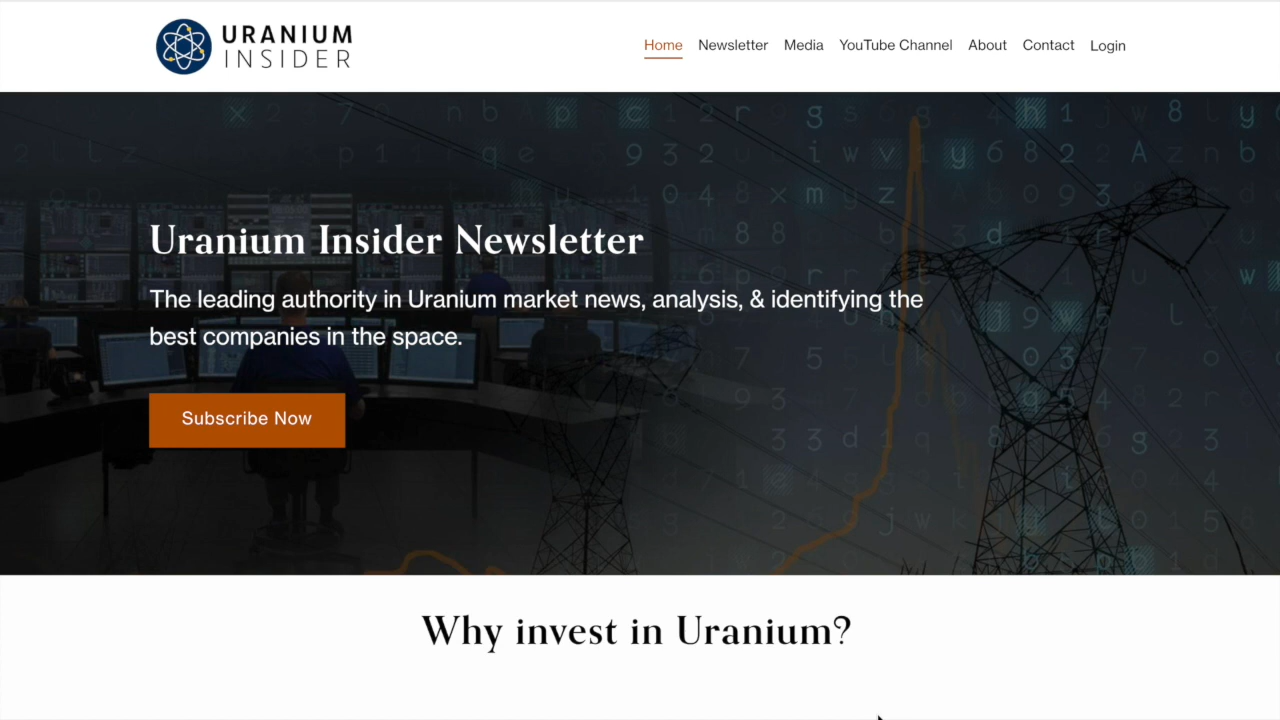 URANIUM
INSIDER
Home Newsletter Media YouTube Channel About Contact Login
Uranium Insider Newsletter
The leading authority in Uranium market news, analysis, & identifying the
best companies in the space.
Subscribe Now
Why invest in Uranium?